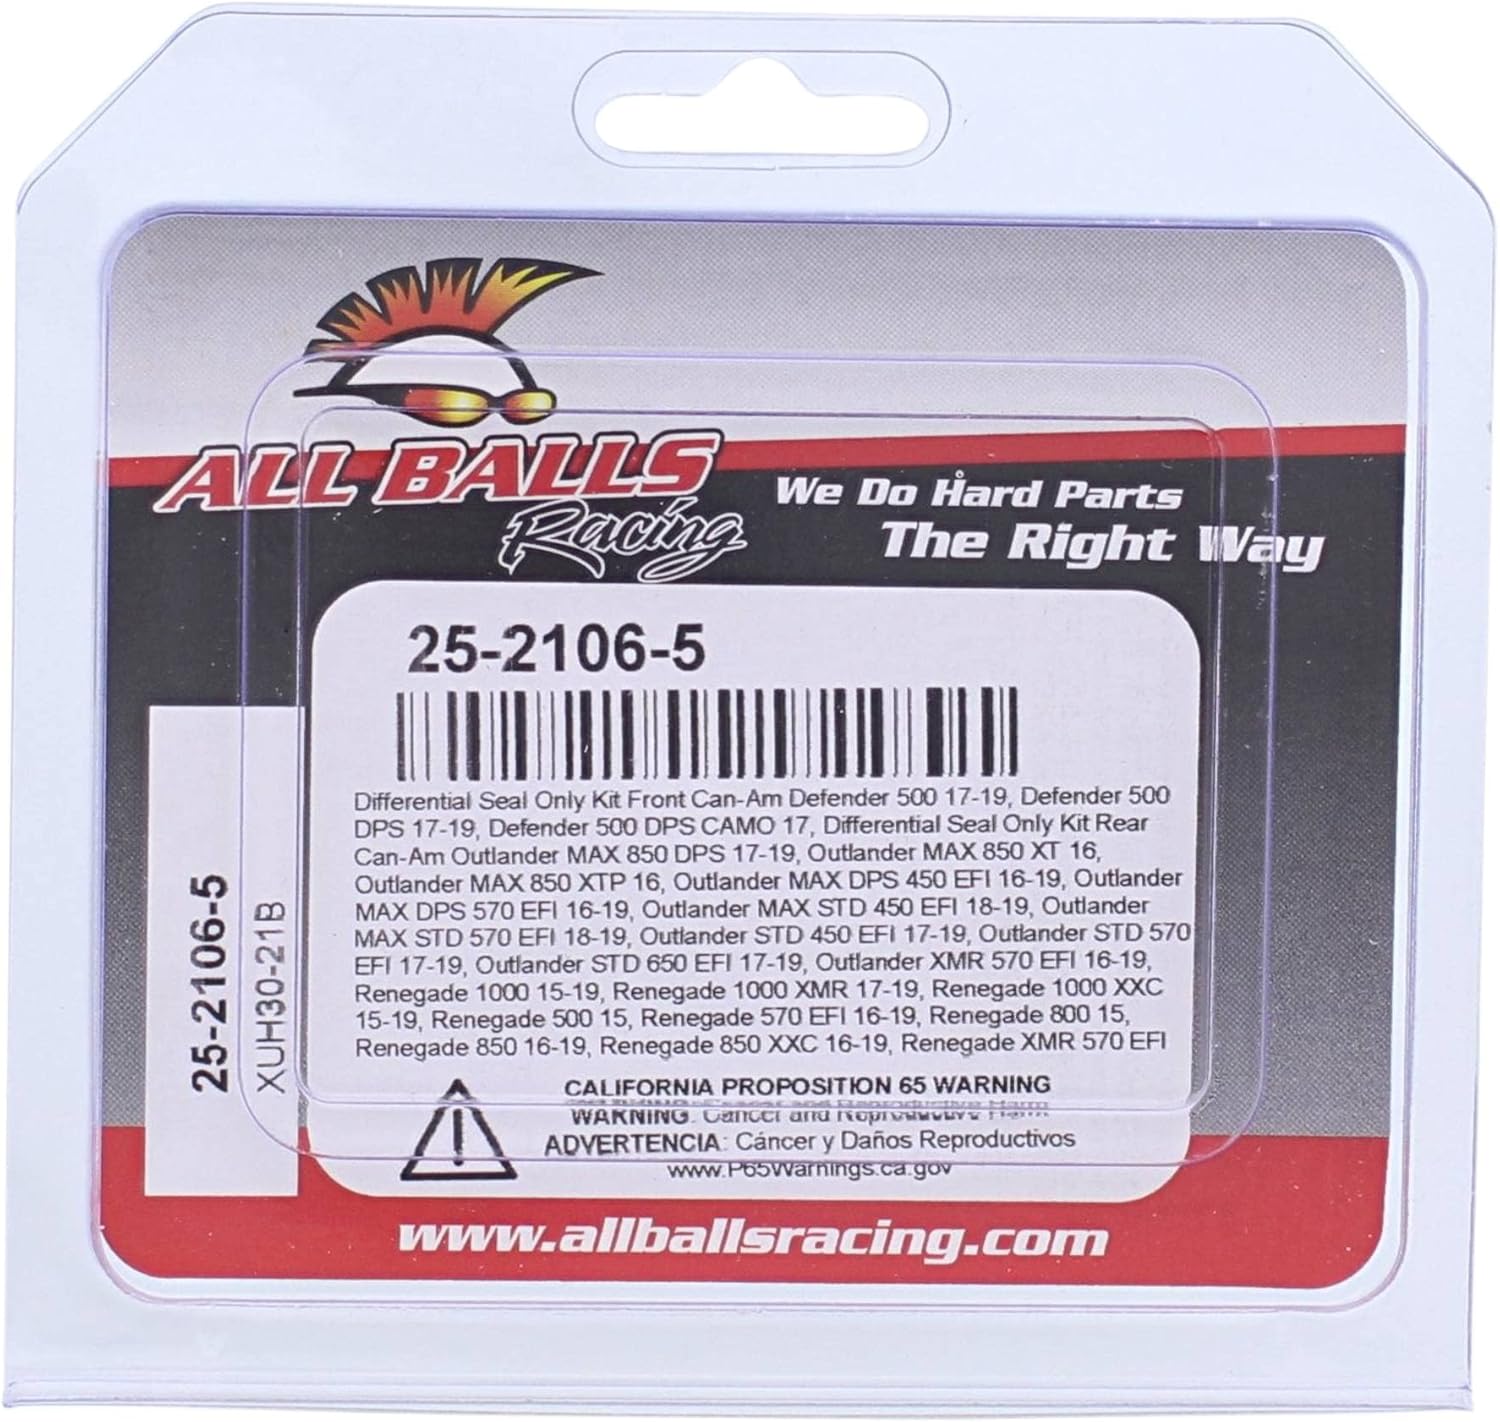 ALL BALLS
Racing
We Do Hard Parts
The Right Way
25-2106-5
Differential Seal Only Kit Front Can-Am Defender 500 17-19, Defender 500
DPS 17-19, Defender 500 DPS CAMO 17, Differential Seal Only Kit Rear
Can-Am Outlander MAX 850 DPS 17-19, Outlander MAX 850 XT 16,
Outlander MAX 850 XTP 16, Outlander MAX DPS 450 EFI 16-19, Outlander
MAX DPS 570 EFI 16-19, Outlander MAX STD 450 EFI 18-19, Outlander
MAX STD 570 EFI 18-19, Outlander STD 450 EFI 17-19, Outlander STD 570
EFI 17-19, Outlander STD 650 EFI 17-19, Outlander XMR 570 EFI 16-19,
Renegade 1000 15-19, Renegade 1000 XMR 17-19, Renegade 1000 XXC
15-19, Renegade 500 15, Renegade 570 EFI 16-19, Renegade 800 15,
Renegade 850 16-19, Renegade 850 XXC 16-19, Renegade XMR 570 EFI
CALIFORNIA PROPOSITION 65 WARNING
WARNING: Cancer and Reproductive Harm
ADVERTENCIA: Cáncer y Daños Reproductivos
www.P65Warnings.ca.gov
25-2106-5
XUH30-21B
www.allballsracing.com